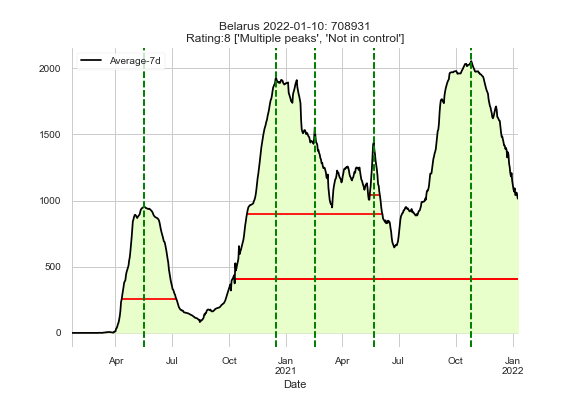 Belarus 2022-01-10: 708931
Rating:8 ['Multiple peaks', 'Not in control']
Average-7d
2000
1500
1000
500
0
Apr Jul Oct Jan Apr Jul Oct Jan
2021 2022
Date